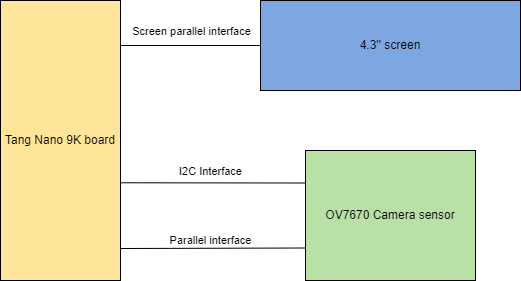 Screen parallel interface
4.3" screen
Tang Nano 9K board
I2C Interface
OV7670 Camera sensor
Parallel interface